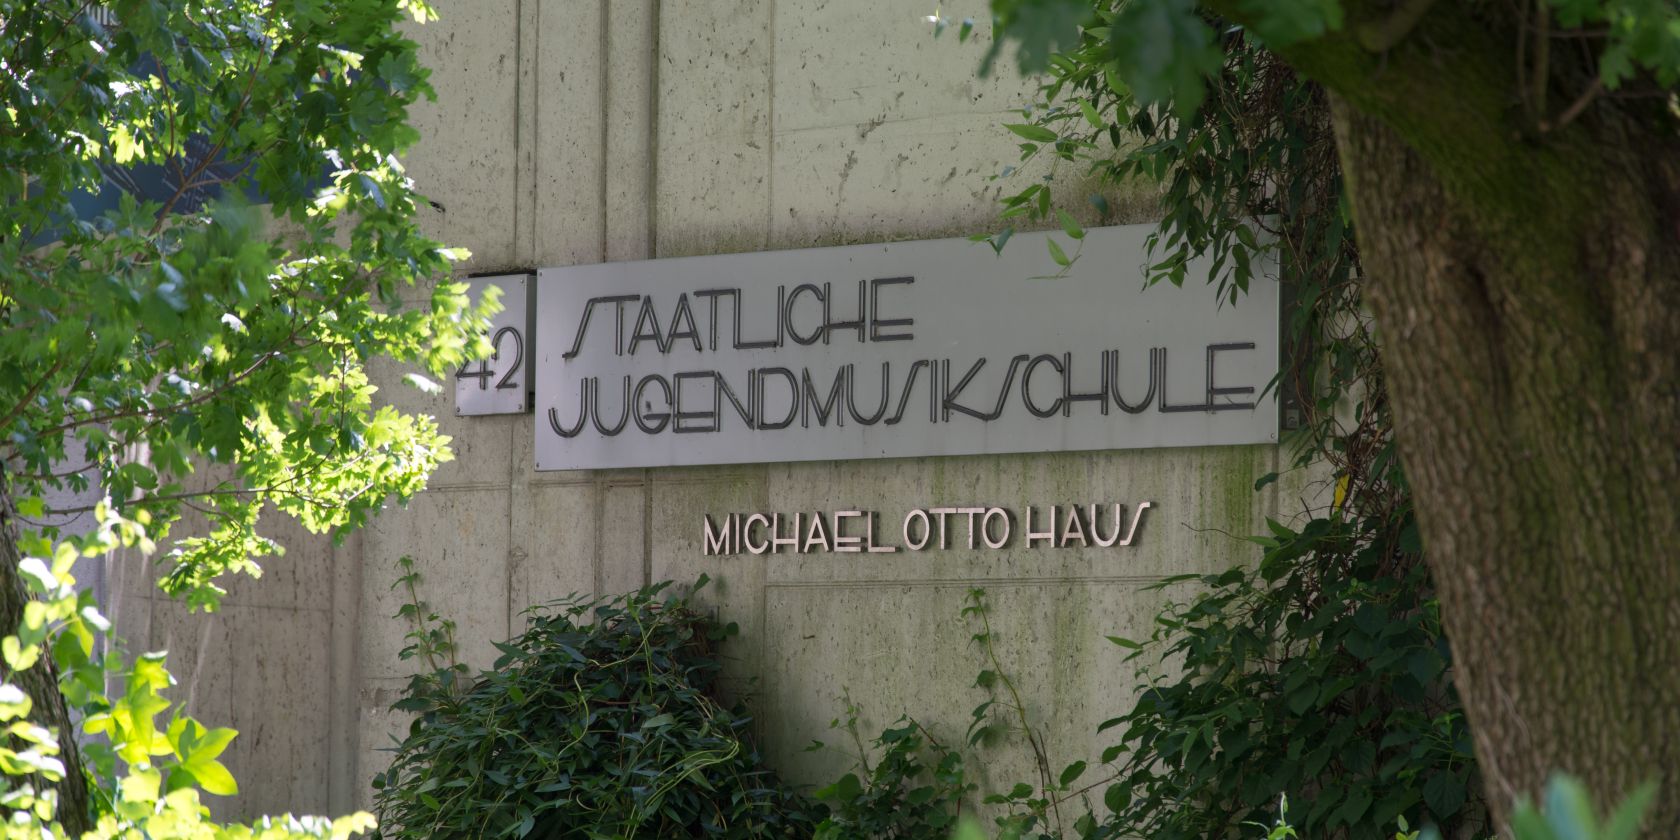 42
STAATLICHE
JUGENDMUSIKSCHULE
MICHAEL OTTO HAUS